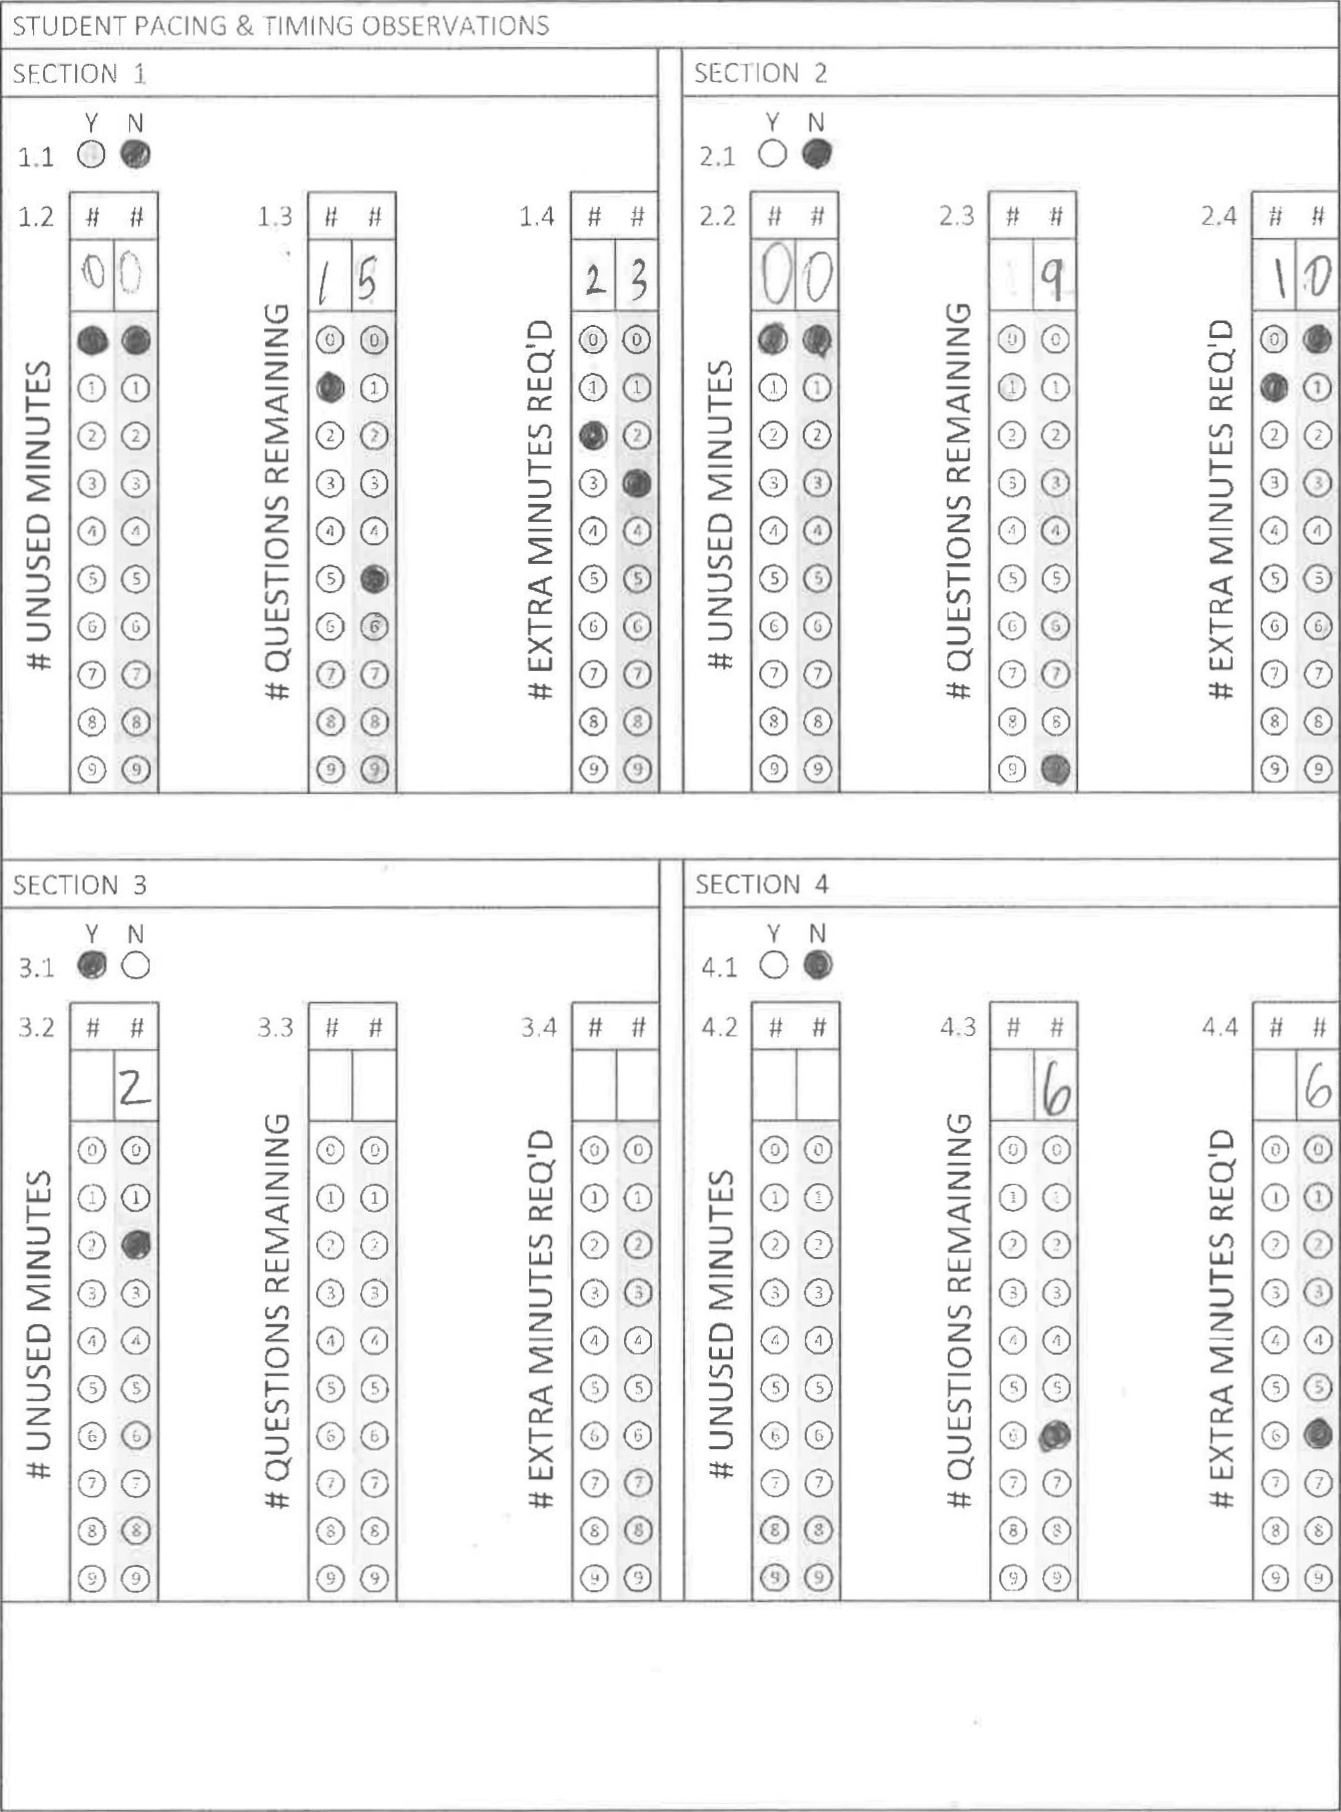 STUDENT PACING & TIMING OBSERVATIONS
SECTION 1
Y N
1.1
1.2 # # 1.3 # # 1.4 # #
0 0 1 5 2 3
# UNUSED MINUTES
# QUESTIONS REMAINING
# EXTRA MINUTES REQ'D
0 0 0 0
1 1 1 1 1
2 2 2 2 2
3 3 3 3 3
4 4 4 4 4 4
5 5 5 5 5
6 6 6 6 6 6
7 7 7 7 7 7
8 8 8 8 8 8
9 9 9 9 9 9
SECTION 2
Y N
2.1
2.2 # # 2.3 # # 2.4 # #
0 0 9 1 0
# UNUSED MINUTES
# QUESTIONS REMAINING
# EXTRA MINUTES REQ'D
0 0 0
1 1 1 1 1
2 2 2 2 2 2
3 3 3 3 3 3
4 4 4 4 4 4
5 5 5 5 5 5
6 6 6 6 6 6
7 7 7 7 7 7
8 8 8 8 8 8
9 9 9 9 9
SECTION 3
Y N
3.1
3.2 # # 3.3 # # 3.4 # #
2
# UNUSED MINUTES
# QUESTIONS REMAINING
# EXTRA MINUTES REQ'D
0 0 0 0 0 0
1 1 1 1 1 1
2 2 2 2 2
3 3 3 3 3 3
4 4 4 4 4 4
5 5 5 5 5 5
6 6 6 6 6 6
7 7 7 7 7 7
8 8 8 8 8 8
9 9 9 9 9 9
SECTION 4
Y N
4.1
4.2 # # 4.3 # # 4.4 # #
6 6
# UNUSED MINUTES
# QUESTIONS REMAINING
# EXTRA MINUTES REQ'D
0 0 0 0 0 0
1 1 1 1 1 1
2 2 2 2 2 2
3 3 3 3 3 3
4 4 4 4 4 4
5 5 5 5 5 5
6 6 6 6
7 7 7 7 7 7
8 8 8 8 8 8
9 9 9 9 9 9